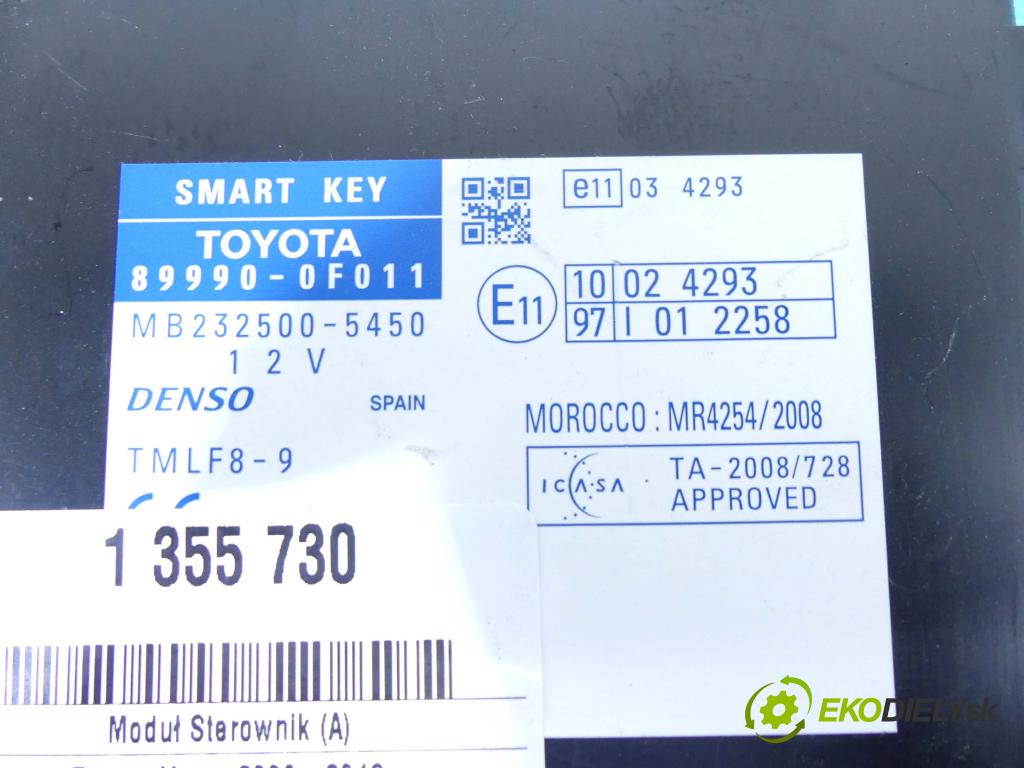 SMART KEY
TOYOTA
89990-0F011
MB232500-5450
12V
DENSO SPAIN
TMLF8-9
CE
e11 03 4293
E11
10 02 4293
97 I 01 2258
MOROCCO : MR4254/2008
ICASA TA-2008/728
APPROVED
1 355 730
Moduł Sterownik (A)
EKODIELY.sk